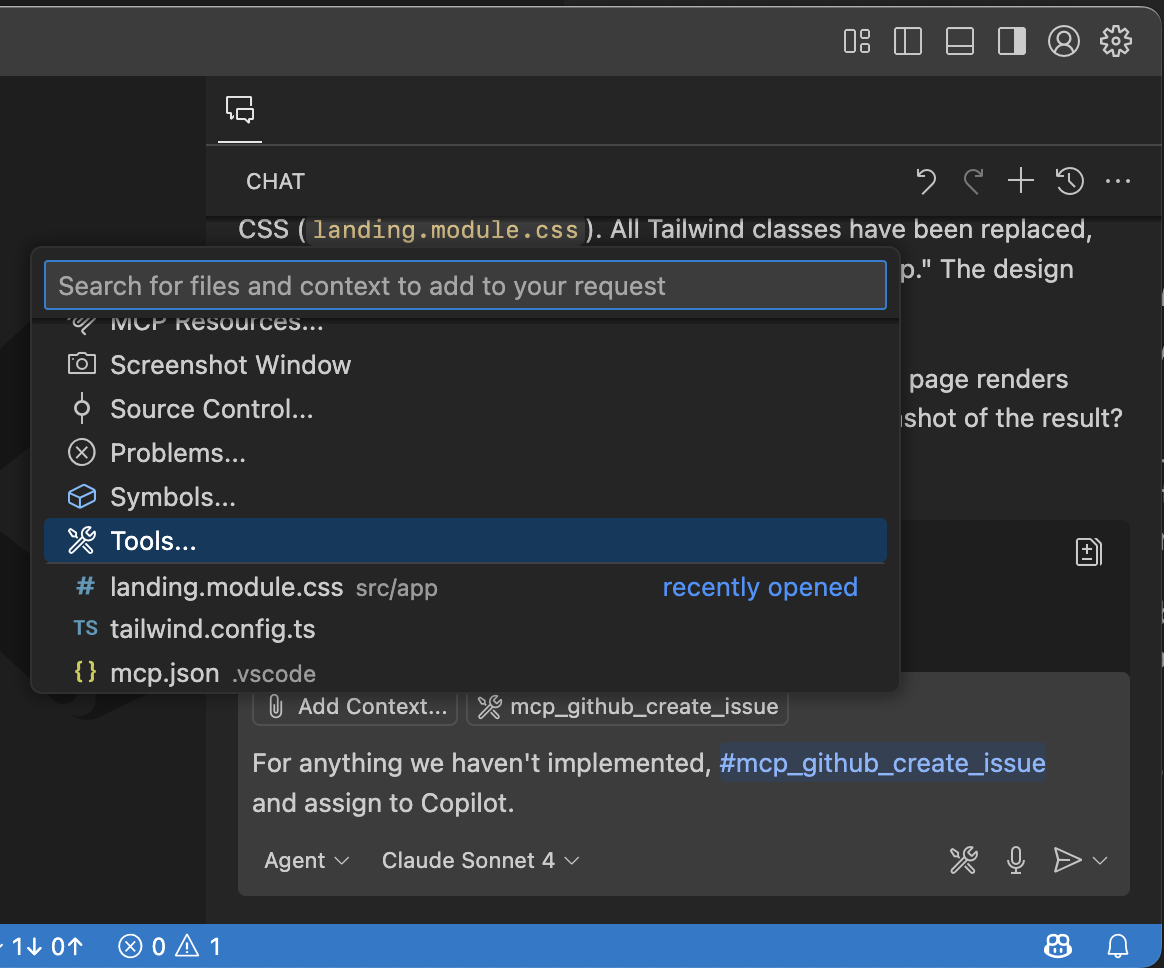 CHAT
CSS (landing.module.css). All Tailwind classes have been replaced,
p." The design
Search for files and context to add to your request
MCP Resources...
Screenshot Window
page renders
Source Control...
shot of the result?
Problems...
Symbols...
Tools...
# landing.module.css src/app recently opened
TS tailwind.config.ts
{} mcp.json .vscode
Add Context... mcp_github_create_issue
For anything we haven't implemented, #mcp_github_create_issue
and assign to Copilot.
Agent Claude Sonnet 4
1↓ 0↑ 0 1